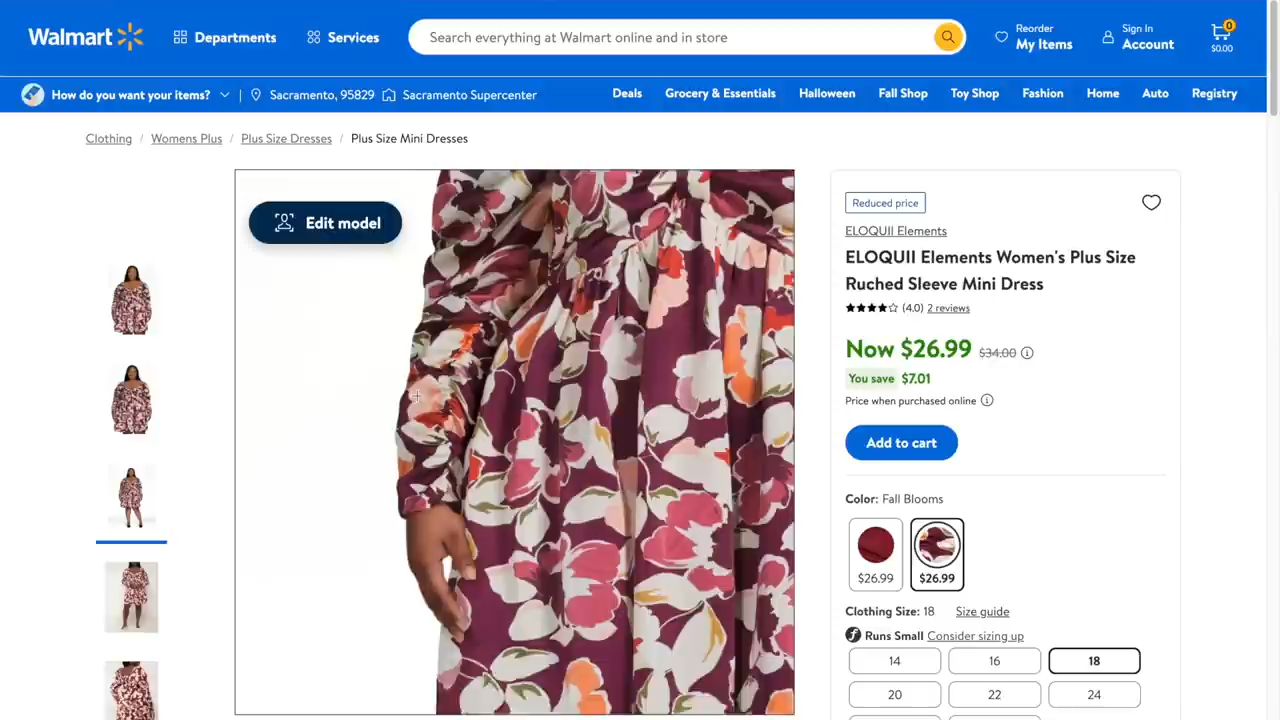 Walmart
Departments
Services
Search everything at Walmart online and in store
Reorder
My Items
Sign In
Account
0
$0.00
How do you want your items?
Sacramento, 95829
Sacramento Supercenter
Deals
Grocery & Essentials
Halloween
Fall Shop
Toy Shop
Fashion
Home
Auto
Registry
Clothing / Womens Plus / Plus Size Dresses / Plus Size Mini Dresses
Edit model
Reduced price
ELOQUII Elements
ELOQUII Elements Women's Plus Size
Ruched Sleeve Mini Dress
(4.0) 2 reviews
Now $26.99 $34.00
You save $7.01
Price when purchased online
Add to cart
Color: Fall Blooms
$26.99
$26.99
Clothing Size: 18 Size guide
Runs Small Consider sizing up
14
16
18
20
22
24